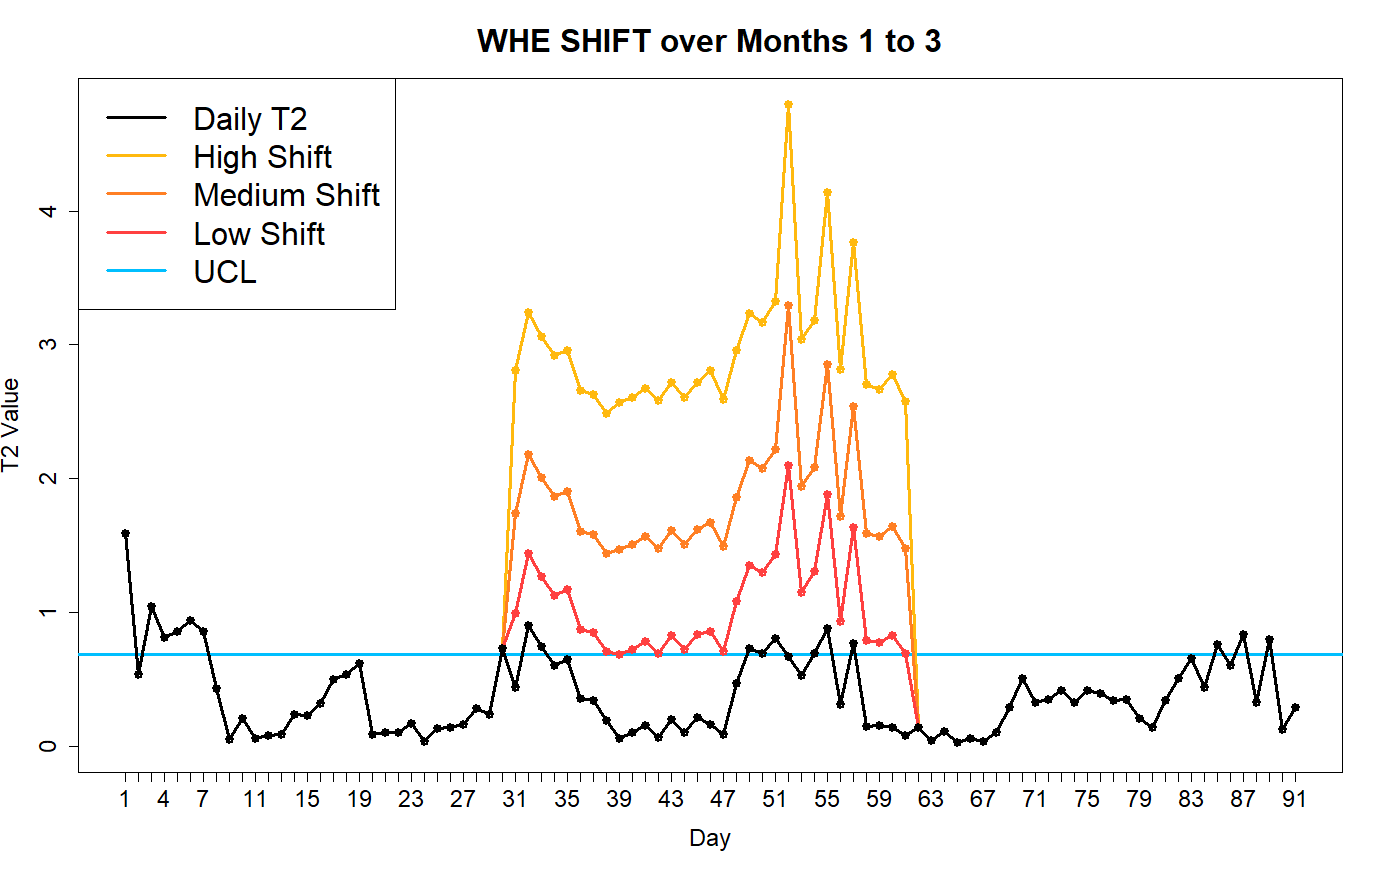 WHE SHIFT over Months 1 to 3
Daily T2
High Shift
Medium Shift
Low Shift
UCL
T2 Value
4
3
2
1
0
1 4 7 11 15 19 23 27 31 35 39 43 47 51 55 59 63 67 71 75 79 83 87 91
Day